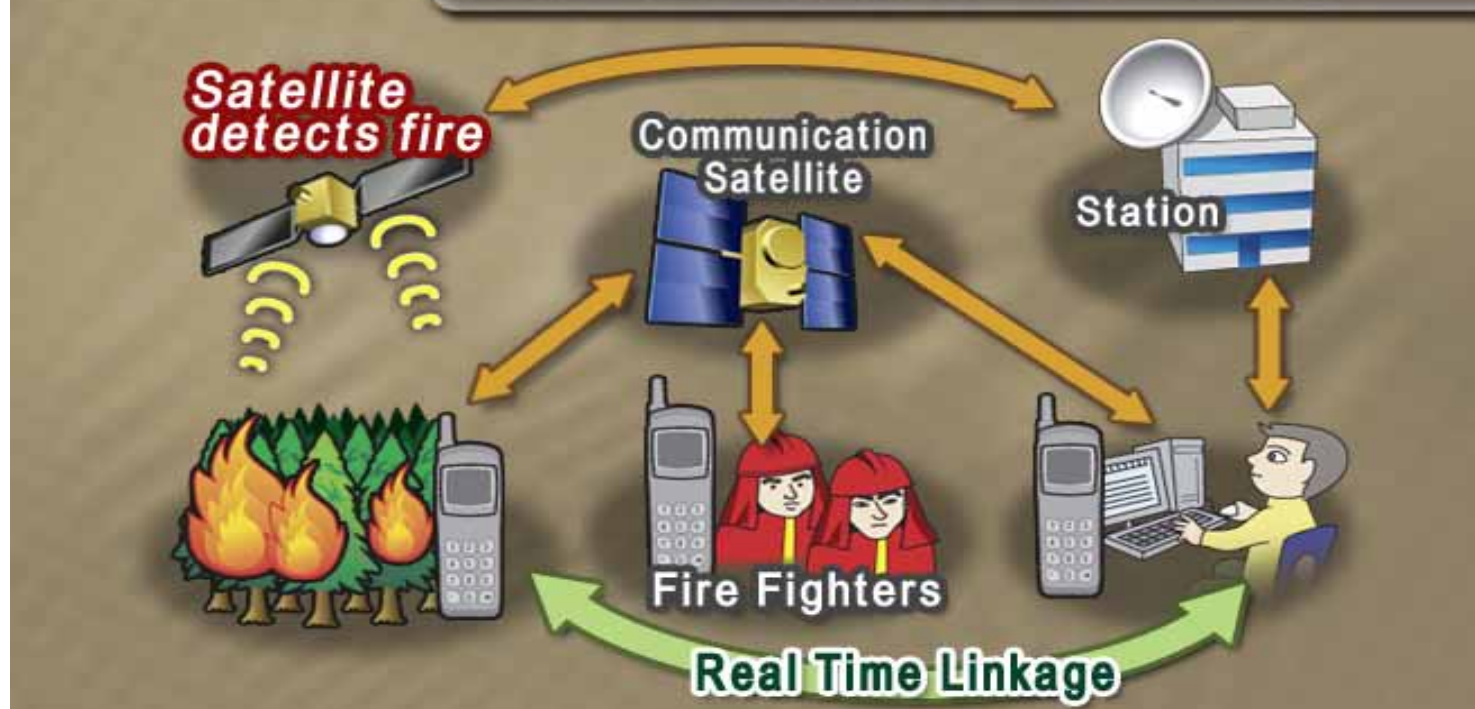 Satellite
detects fire
Communication
Satellite
Station
Fire Fighters
Real Time Linkage